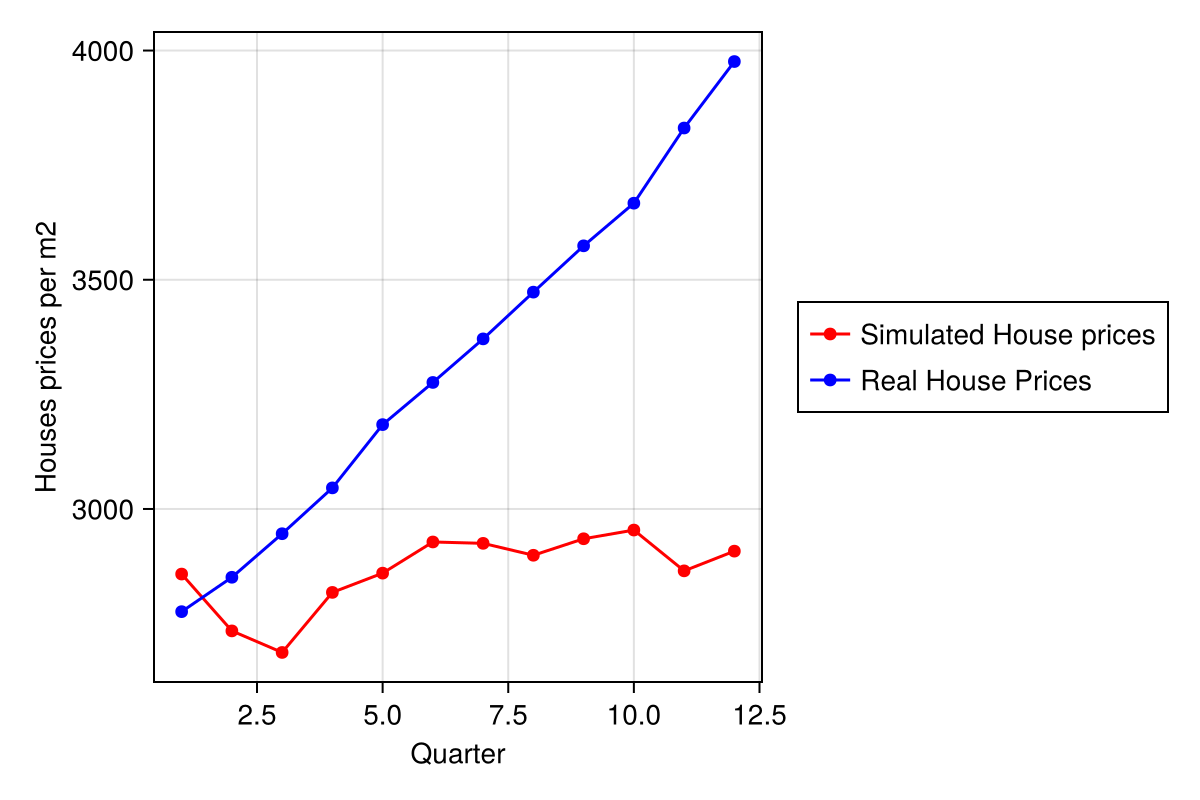 4000
3500
3000
Houses prices per m2
2.5 5.0 7.5 10.0 12.5
Quarter
Simulated House prices
Real House Prices